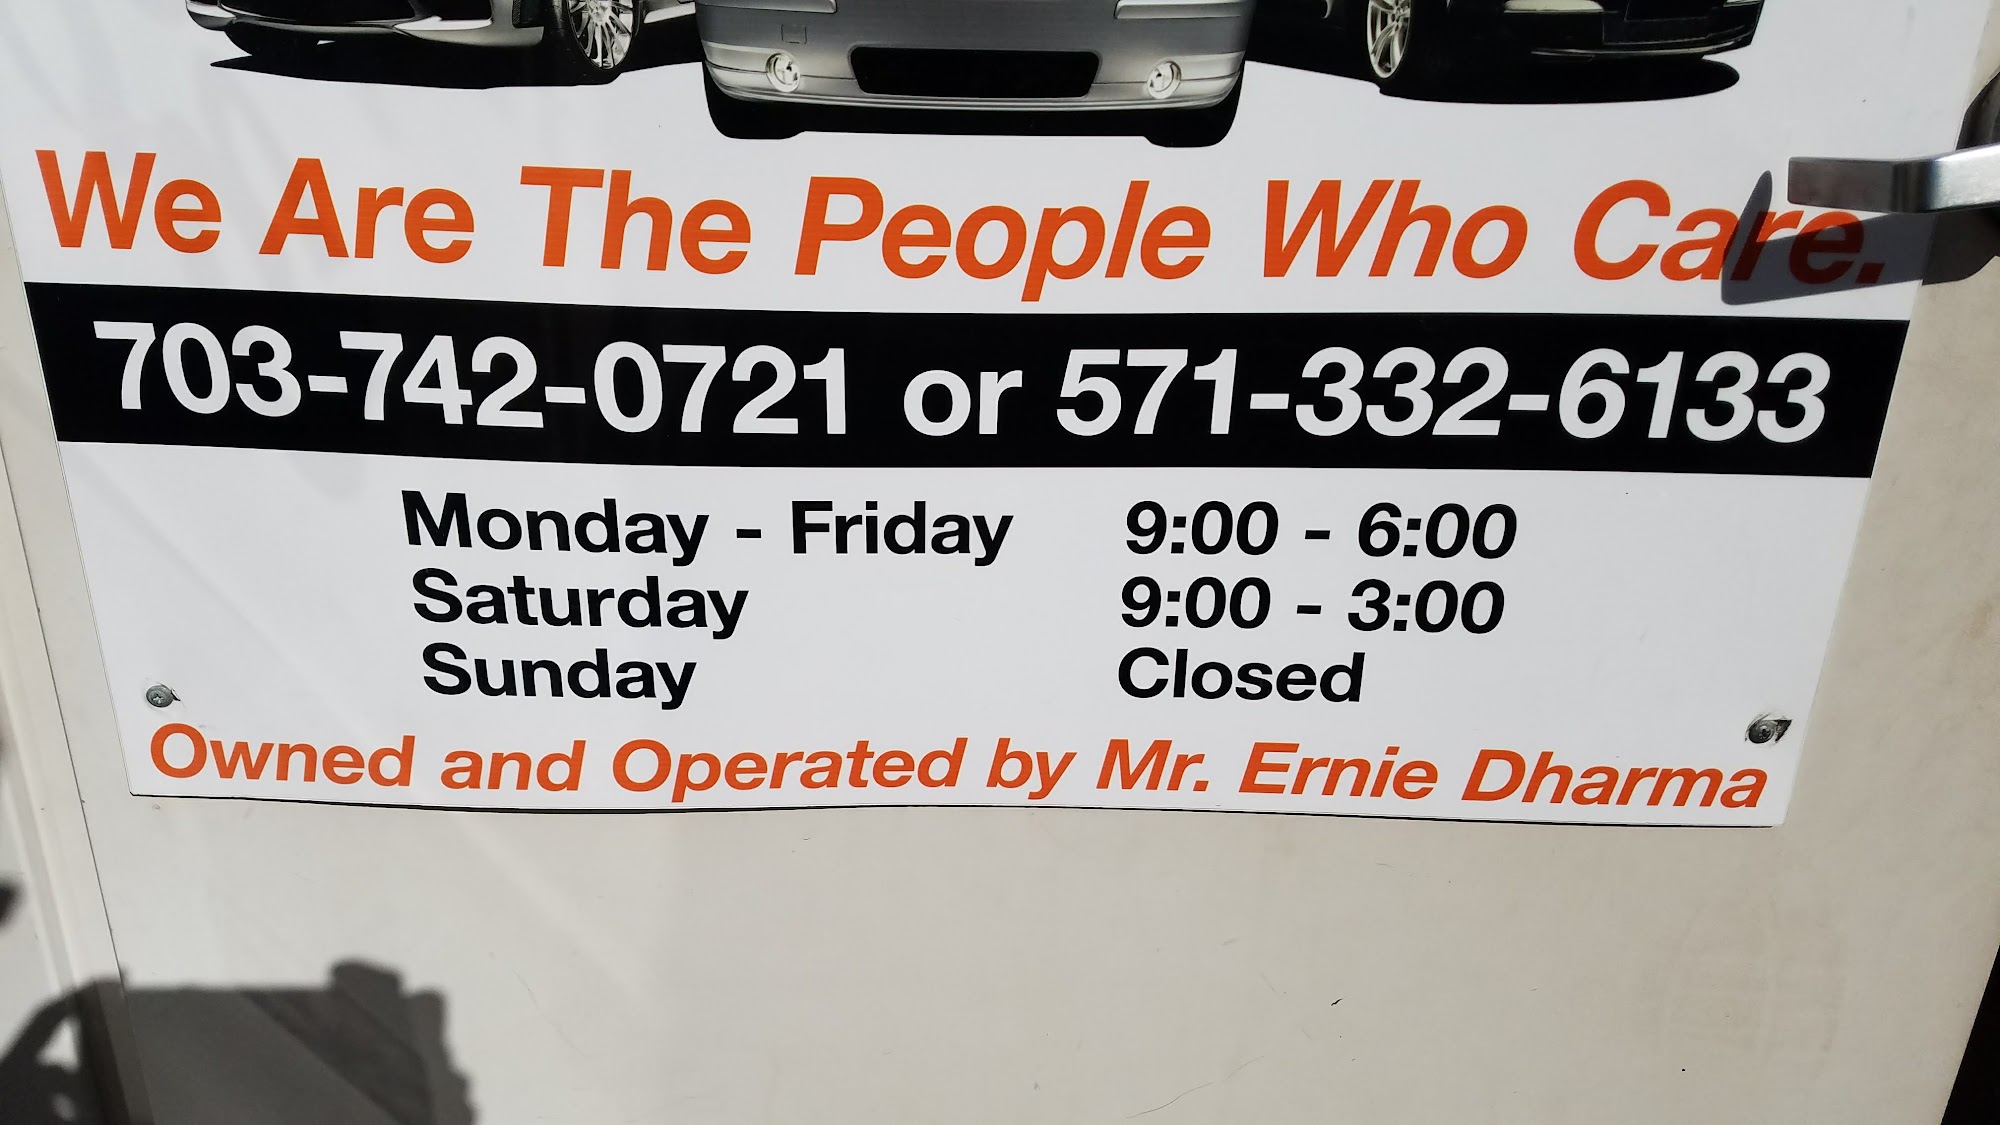 We Are The People Who Care.
703-742-0721 or 571-332-6133
Monday - Friday 9:00 - 6:00
Saturday 9:00 - 3:00
Sunday Closed
Owned and Operated by Mr. Ernie Dharma